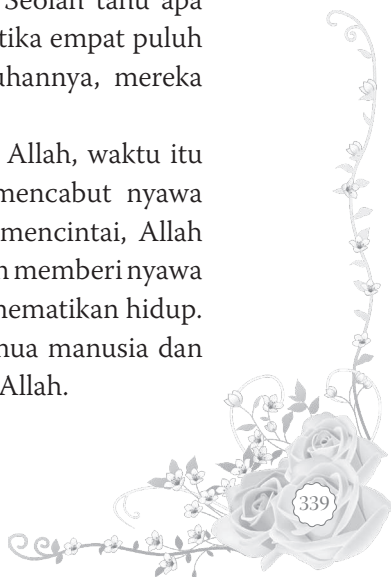 Seolah tahu apa
tika empat puluh
uhannya, mereka
Allah, waktu itu
mencabut nyawa
mencintai, Allah
h memberi nyawa
nematikan hidup.
nua manusia dan
Allah.
339